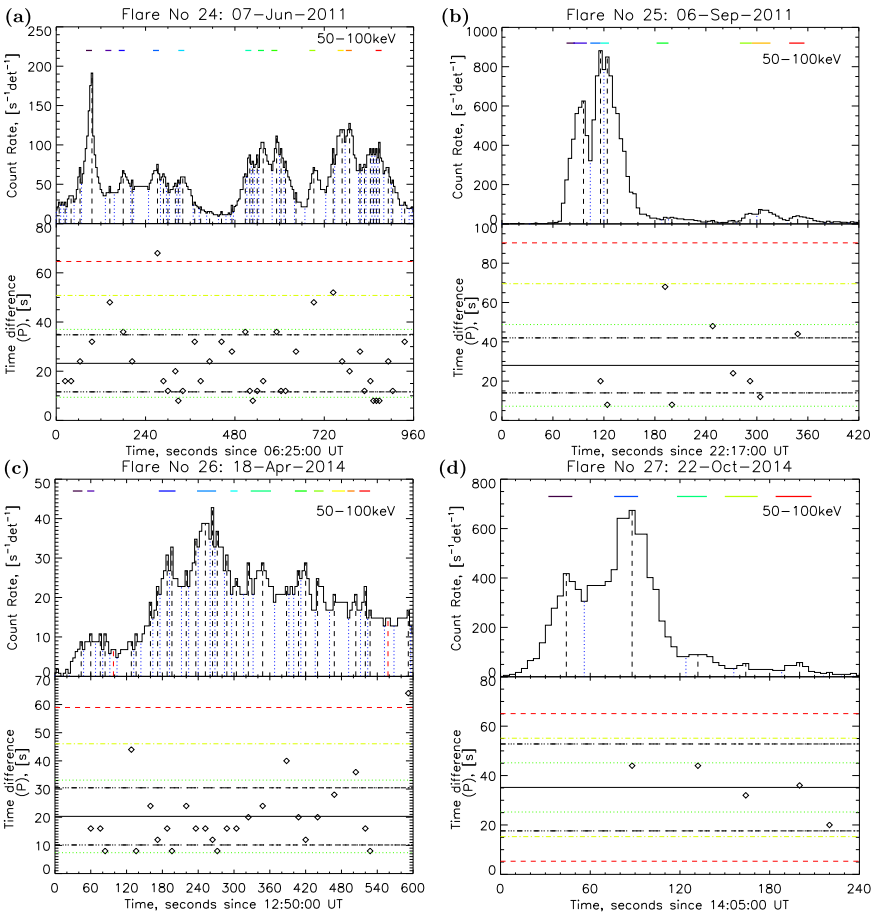 (a) Flare No 24: 07-Jun-2011
50-100keV
Count Rate, [s⁻¹det⁻¹]
250
200
150
100
50
0
Time difference (P), [s]
80
60
40
20
0
0 240 480 720 960
Time, seconds since 06:25:00 UT
(b) Flare No 25: 06-Sep-2011
50-100keV
Count Rate, [s⁻¹det⁻¹]
1000
800
600
400
200
0
Time difference (P), [s]
100
80
60
40
20
0
0 60 120 180 240 300 360 420
Time, seconds since 22:17:00 UT
(c) Flare No 26: 18-Apr-2014
50-100keV
Count Rate, [s⁻¹det⁻¹]
50
40
30
20
10
0
Time difference (P), [s]
70
60
50
40
30
20
10
0
0 60 120 180 240 300 360 420 480 540 600
Time, seconds since 12:50:00 UT
(d) Flare No 27: 22-Oct-2014
50-100keV
Count Rate, [s⁻¹det⁻¹]
800
600
400
200
0
Time difference (P), [s]
80
60
40
20
0
0 60 120 180 240
Time, seconds since 14:05:00 UT